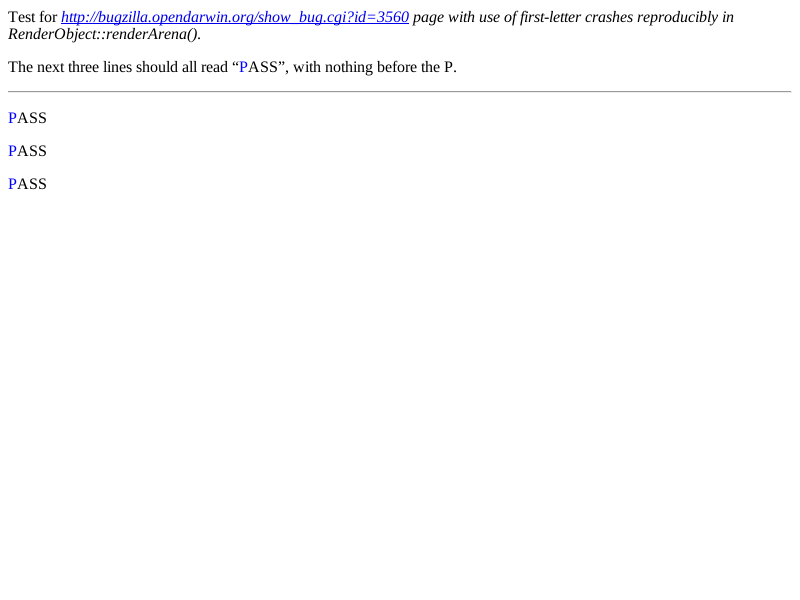 Test for http://bugzilla.opendarwin.org/show_bug.cgi?id=3560 page with use of first-letter crashes reproducibly in
RenderObject::renderArena().
The next three lines should all read “PASS”, with nothing before the P.
PASS
PASS
PASS